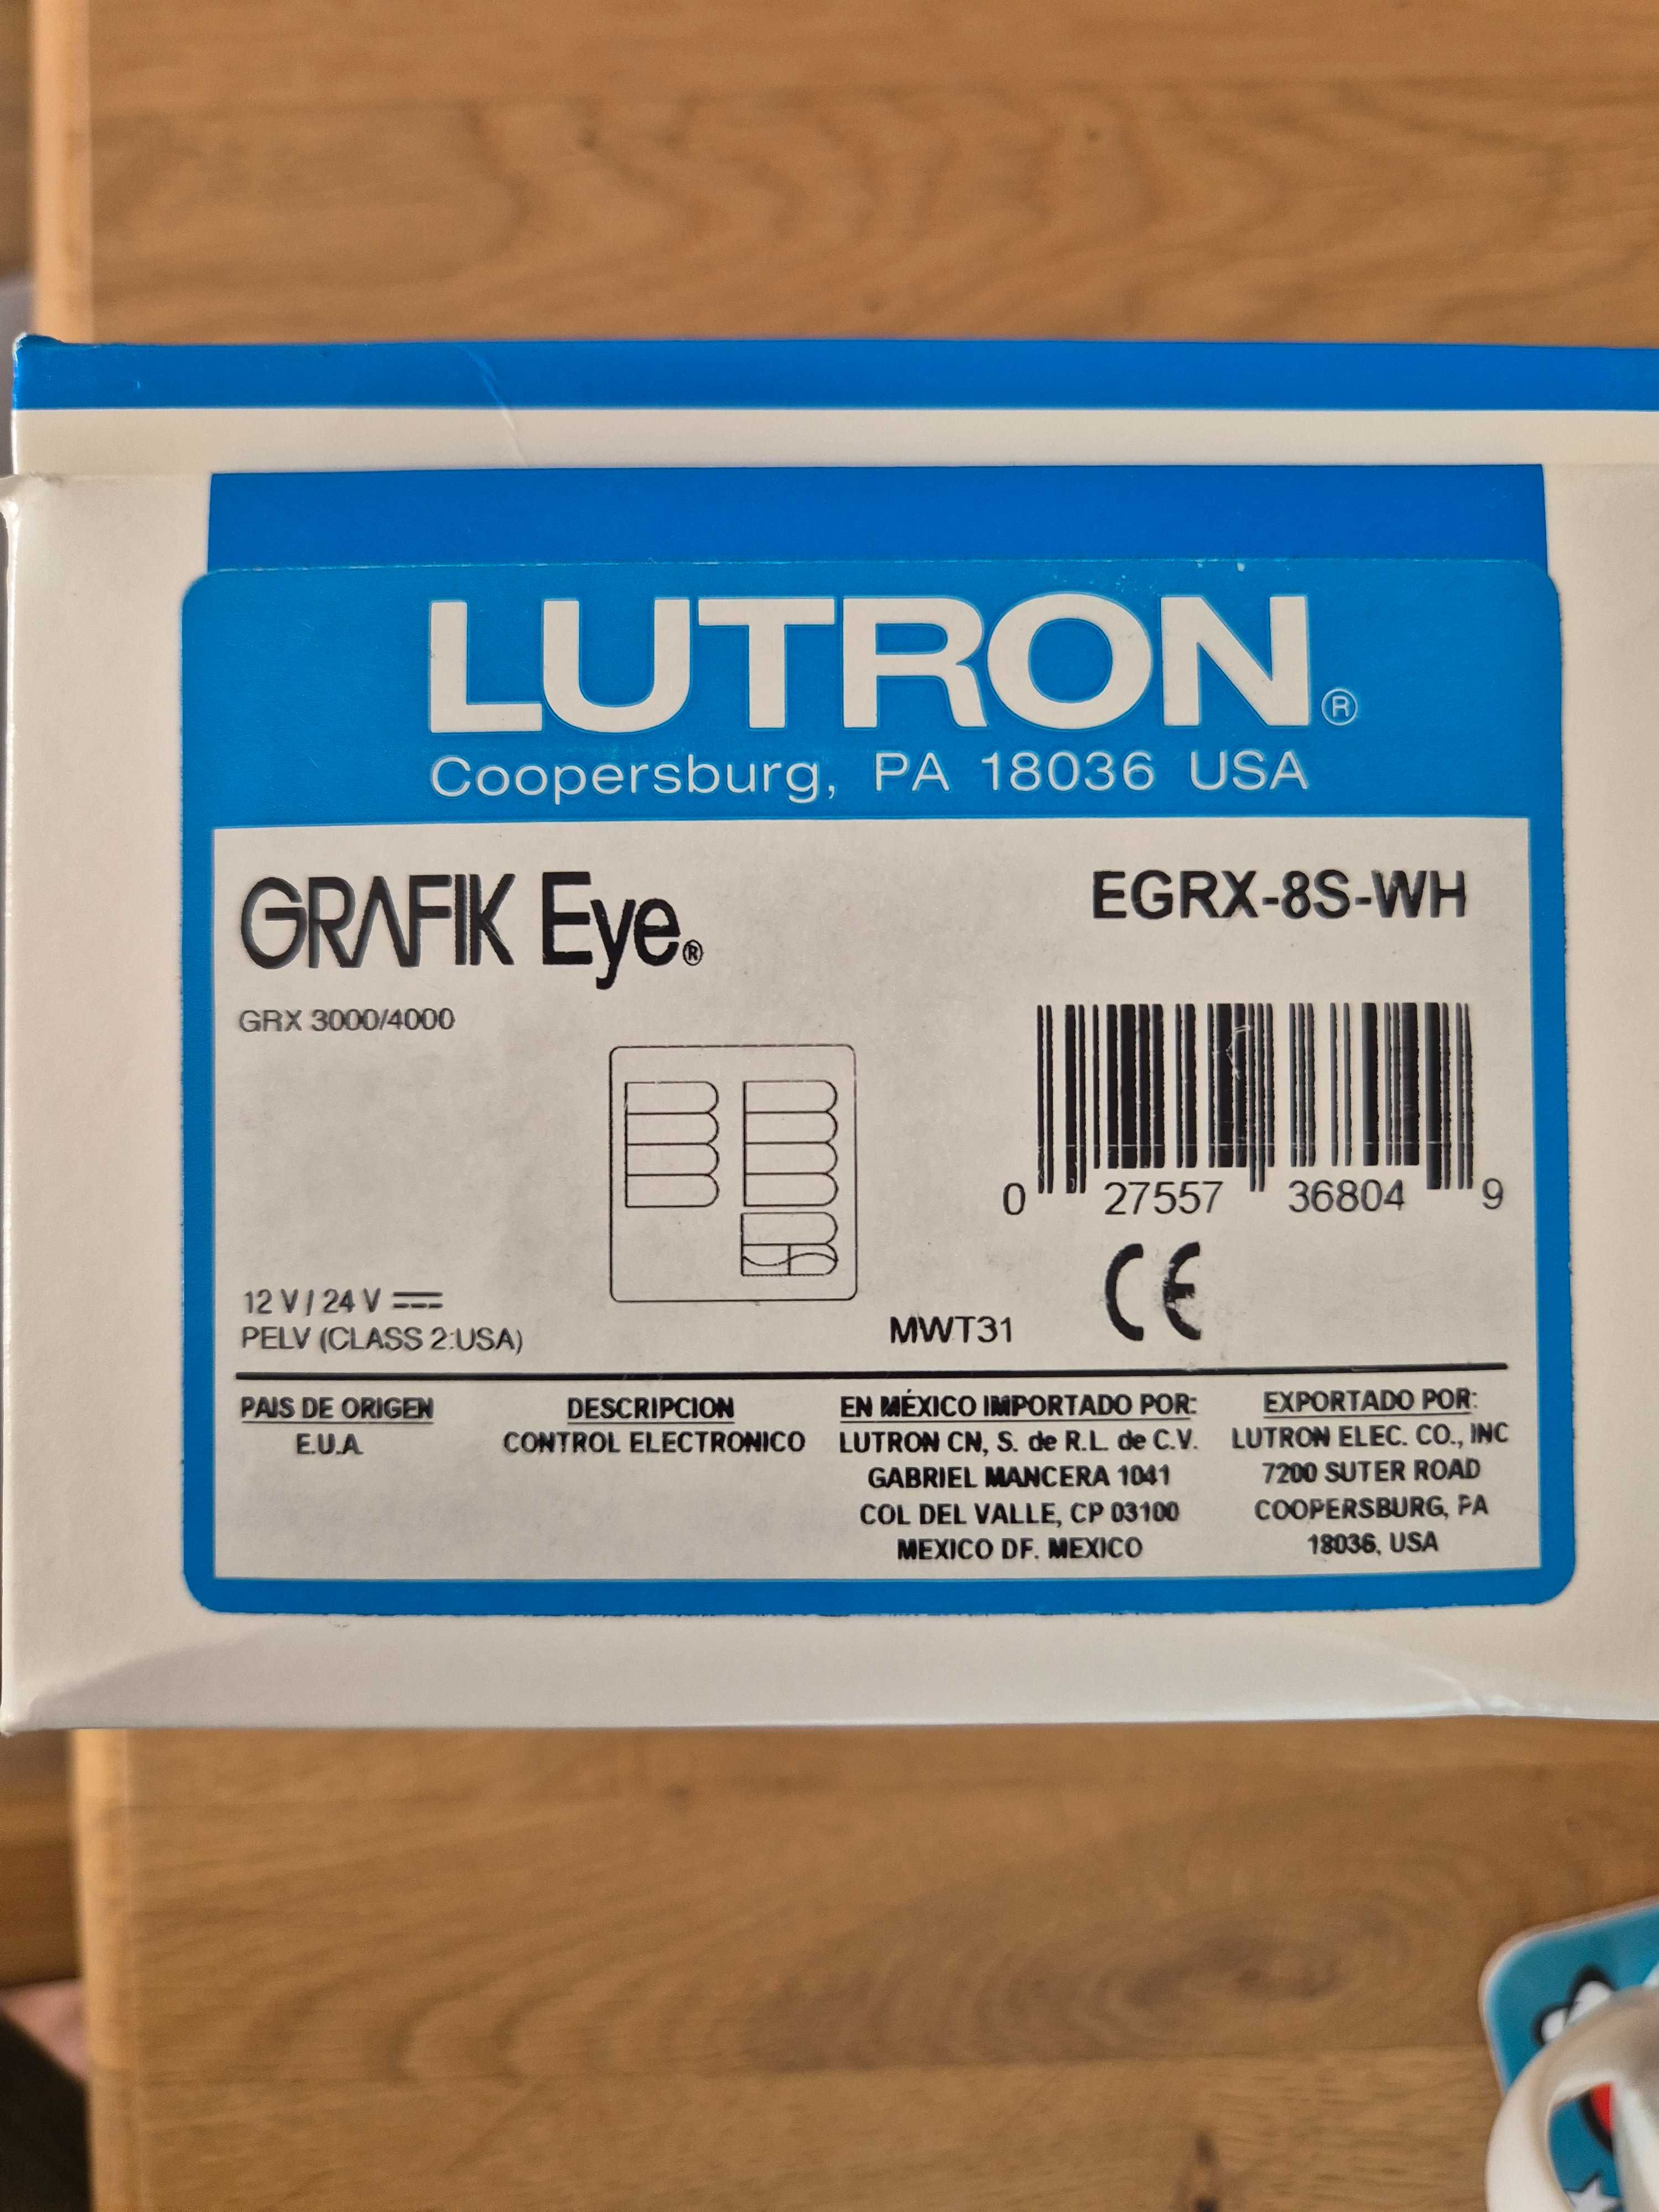 LUTRON®
Coopersburg, PA 18036 USA
GRAFIK Eye®
EGRX-8S-WH
GRX 3000/4000
0 27557 36804 9
CE
12 V / 24 V ⎓
PELV (CLASS 2:USA)
MWT31
PAIS DE ORIGEN
E.U.A.
DESCRIPCION
CONTROL ELECTRONICO
EN MÉXICO IMPORTADO POR:
LUTRON CN, S. de R.L. de C.V.
GABRIEL MANCERA 1041
COL DEL VALLE, CP 03100
MEXICO DF. MEXICO
EXPORTADO POR:
LUTRON ELEC. CO., INC
7200 SUTER ROAD
COOPERSBURG, PA
18036, USA